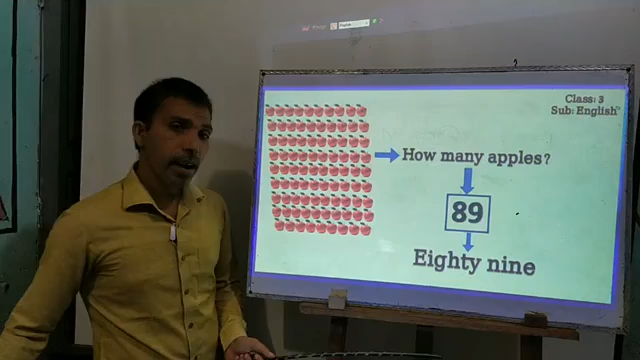 Class: 3
Sub: English
How many apples?
89
Eighty nine